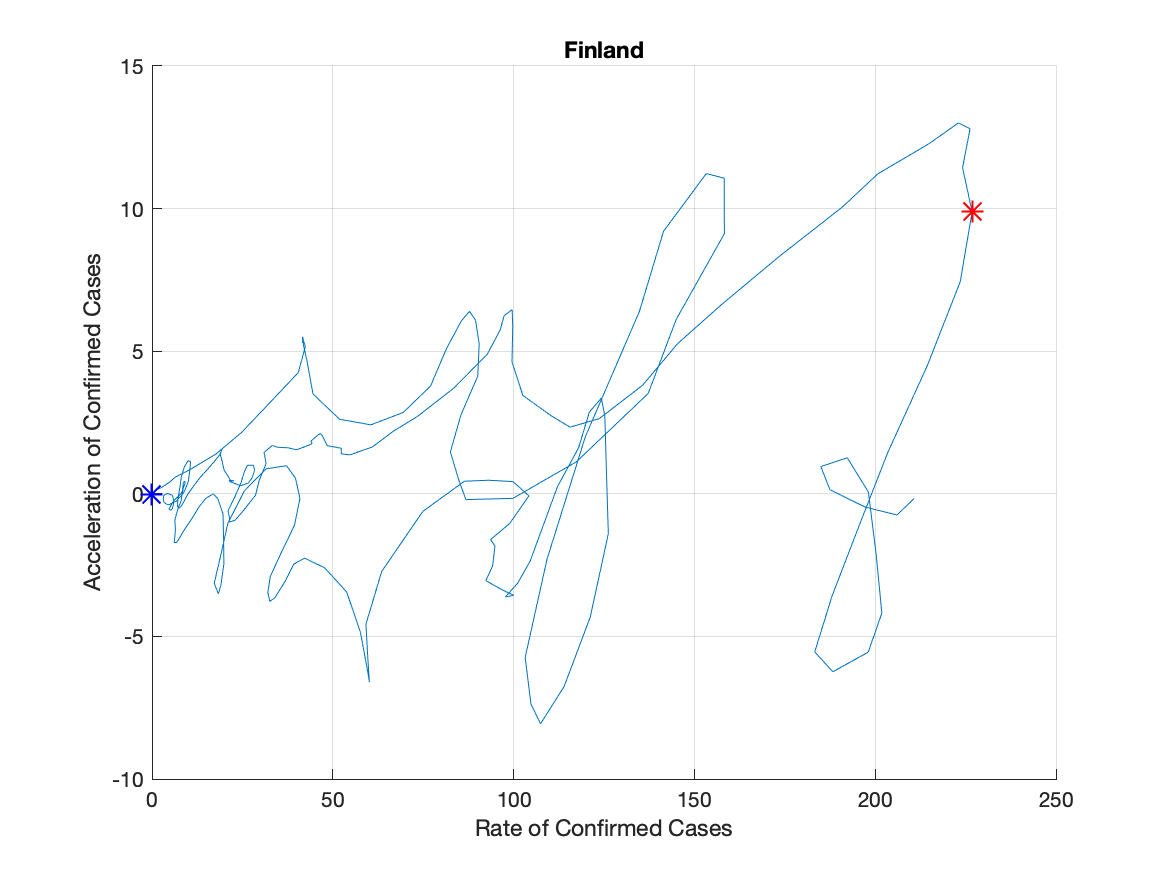 Finland
15
10
5
0
-5
-10
0 50 100 150 200 250
Acceleration of Confirmed Cases
Rate of Confirmed Cases